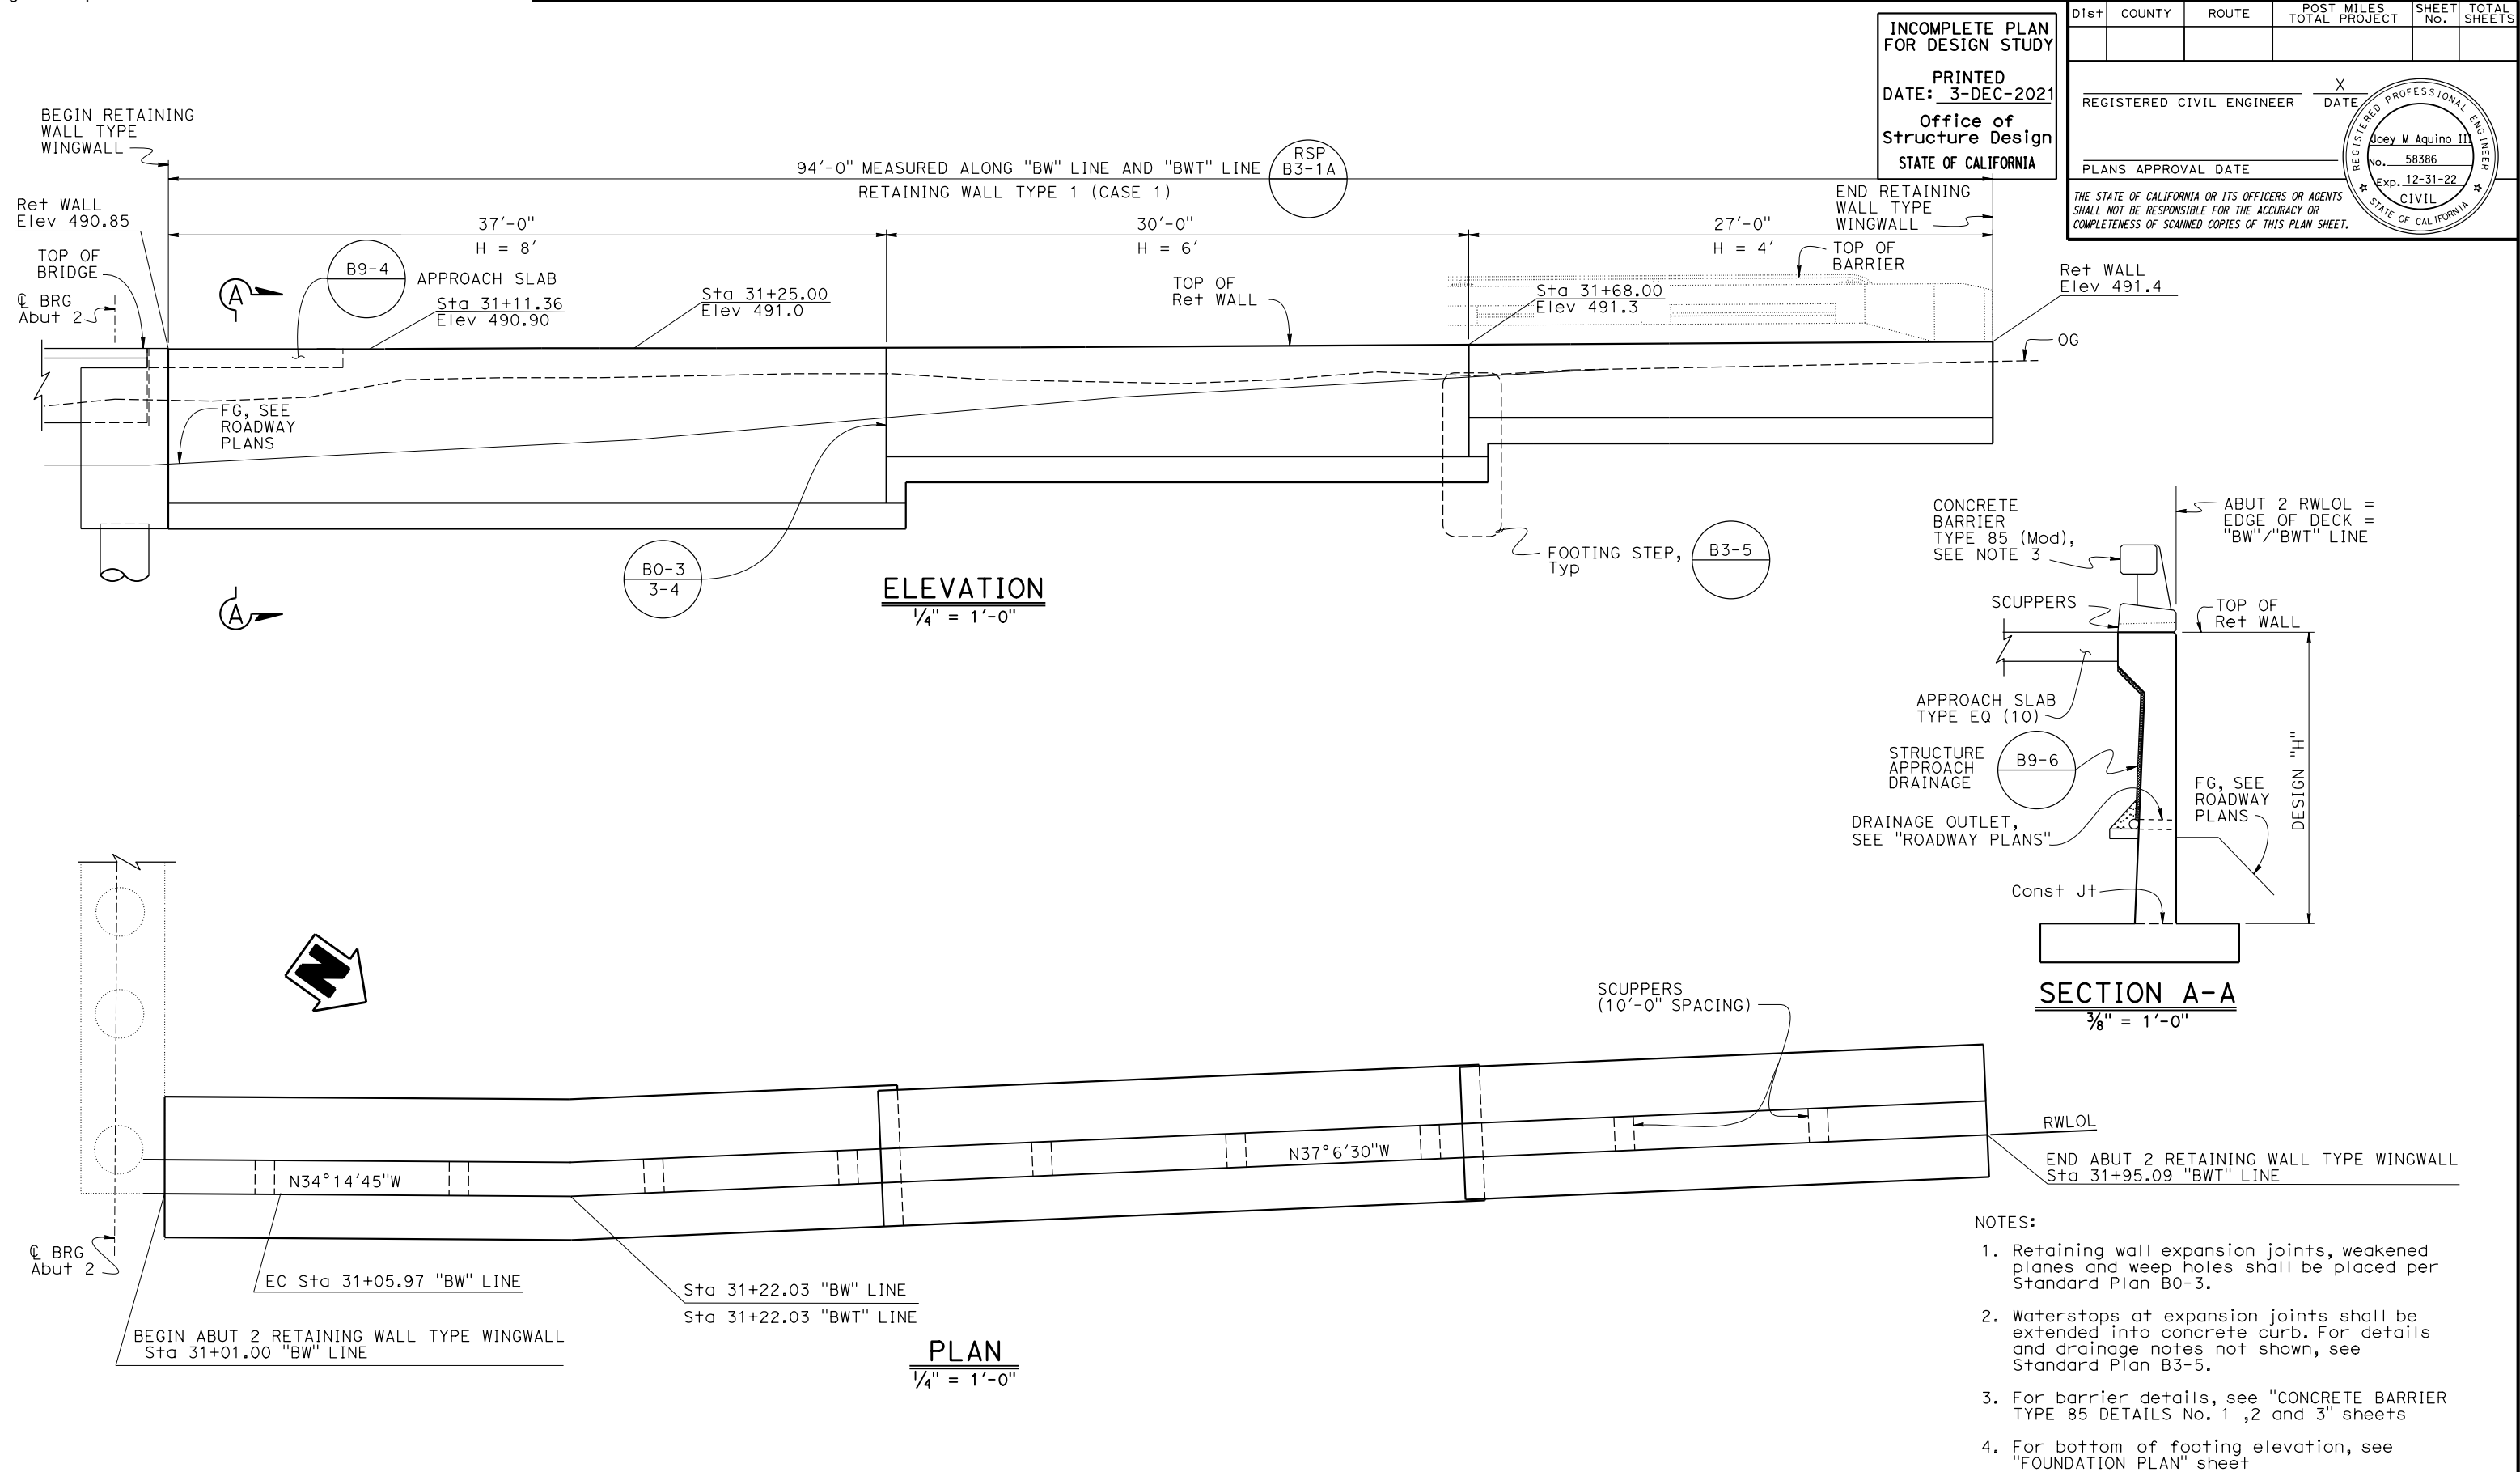 INCOMPLETE PLAN
FOR DESIGN STUDY
PRINTED
DATE: 3-DEC-2021
Office of
Structure Design
STATE OF CALIFORNIA
Dist COUNTY ROUTE POST MILES TOTAL PROJECT SHEET No. TOTAL SHEETS
REGISTERED CIVIL ENGINEER
X
DATE
PLANS APPROVAL DATE
THE STATE OF CALIFORNIA OR ITS OFFICERS OR AGENTS
SHALL NOT BE RESPONSIBLE FOR THE ACCURACY OR
COMPLETENESS OF SCANNED COPIES OF THIS PLAN SHEET.
REGISTERED PROFESSIONAL ENGINEER
Joey M Aquino III
No. 58386
Exp. 12-31-22
CIVIL
STATE OF CALIFORNIA
BEGIN RETAINING
WALL TYPE
WINGWALL
94'-0" MEASURED ALONG "BW" LINE AND "BWT" LINE
RETAINING WALL TYPE 1 (CASE 1)
RSP
B3-1A
END RETAINING
WALL TYPE
WINGWALL
Ret WALL
Elev 490.85
37'-0"
H = 8'
30'-0"
H = 6'
27'-0"
H = 4'
TOP OF
BRIDGE
℄ BRG
Abut 2
A
B9-4
APPROACH SLAB
Sta 31+11.36
Elev 490.90
Sta 31+25.00
Elev 491.0
TOP OF
Ret WALL
Sta 31+68.00
Elev 491.3
TOP OF
BARRIER
Ret WALL
Elev 491.4
OG
FG, SEE
ROADWAY
PLANS
B0-3
3-4
FOOTING STEP,
Typ
B3-5
A
ELEVATION
1/4" = 1'-0"
CONCRETE
BARRIER
TYPE 85 (Mod),
SEE NOTE 3
ABUT 2 RWLOL =
EDGE OF DECK =
"BW"/"BWT" LINE
SCUPPERS
TOP OF
Ret WALL
APPROACH SLAB
TYPE EQ (10)
STRUCTURE
APPROACH
DRAINAGE
B9-6
DRAINAGE OUTLET,
SEE "ROADWAY PLANS"
FG, SEE
ROADWAY
PLANS
DESIGN "H"
Const Jt
SECTION A-A
3/8" = 1'-0"
N
SCUPPERS
(10'-0" SPACING)
N34°14'45"W
N37°6'30"W
RWLOL
END ABUT 2 RETAINING WALL TYPE WINGWALL
Sta 31+95.09 "BWT" LINE
℄ BRG
Abut 2
EC Sta 31+05.97 "BW" LINE
Sta 31+22.03 "BW" LINE
Sta 31+22.03 "BWT" LINE
BEGIN ABUT 2 RETAINING WALL TYPE WINGWALL
Sta 31+01.00 "BW" LINE
PLAN
1/4" = 1'-0"
NOTES:
1. Retaining wall expansion joints, weakened
planes and weep holes shall be placed per
Standard Plan B0-3.
2. Waterstops at expansion joints shall be
extended into concrete curb. For details
and drainage notes not shown, see
Standard Plan B3-5.
3. For barrier details, see "CONCRETE BARRIER
TYPE 85 DETAILS No. 1 ,2 and 3" sheets
4. For bottom of footing elevation, see
"FOUNDATION PLAN" sheet